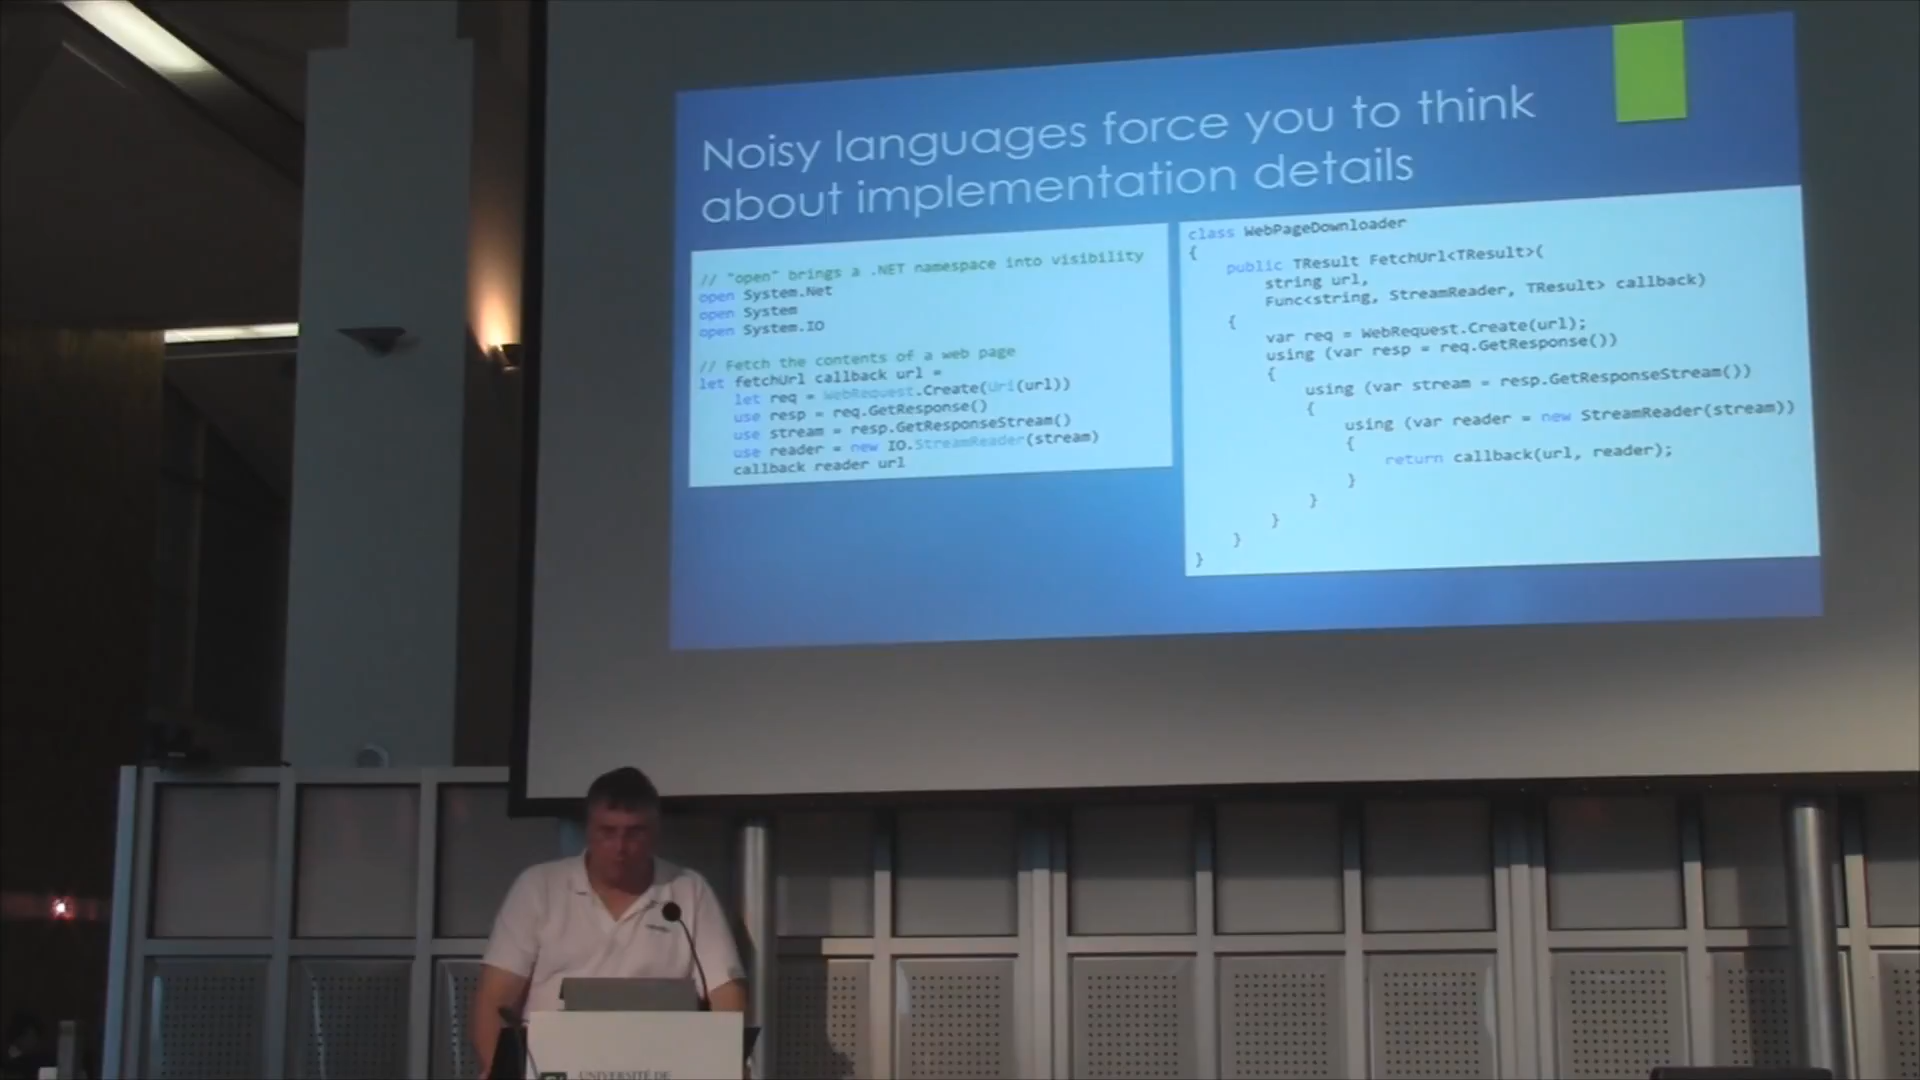 Noisy languages force you to think
about implementation details
// "open" brings a .NET namespace into visibility
open System.Net
open System
open System.IO
// Fetch the contents of a web page
let fetchUrl callback url =
let req = WebRequest.Create(Uri(url))
use resp = req.GetResponse()
use stream = resp.GetResponseStream()
use reader = new IO.StreamReader(stream)
callback reader url
class WebPageDownloader
{
public TResult FetchUrl<TResult>(
string url,
Func<string, StreamReader, TResult> callback)
{
var req = WebRequest.Create(url);
using (var resp = req.GetResponse())
{
using (var stream = resp.GetResponseStream())
{
using (var reader = new StreamReader(stream))
{
return callback(url, reader);
}
}
}
}
}
UNIVERSITÉ DE